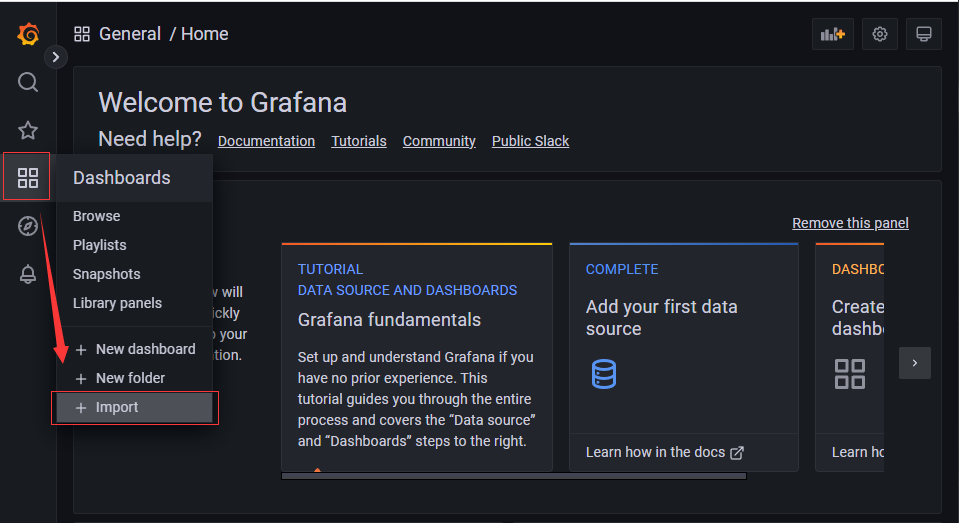 General / Home
Welcome to Grafana
Need help? Documentation Tutorials Community Public Slack
Dashboards
Browse
Playlists
Snapshots
Library panels
New dashboard
New folder
Import
will
your
Remove this panel
TUTORIAL
DATA SOURCE AND DASHBOARDS
Grafana fundamentals
Set up and understand Grafana if you
have no prior experience. This
tutorial guides you through the entire
process and covers the “Data source”
and “Dashboards” steps to the right.
COMPLETE
Add your first data
source
Learn how in the docs
DASHBO
Create
dashb
Learn ho